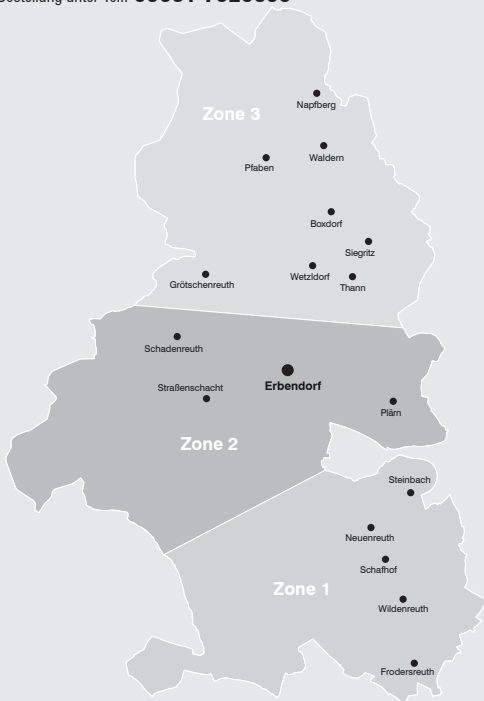 Napfberg
Zone 3
Waldern
Pfaben
Boxdorf
Siegritz
Wetzldorf
Grötschenreuth
Thann
Schadenreuth
Erbendorf
Straßenschacht
Plärn
Zone 2
Steinbach
Neuenreuth
Schafhof
Zone 1
Wildenreuth
Frodersreuth